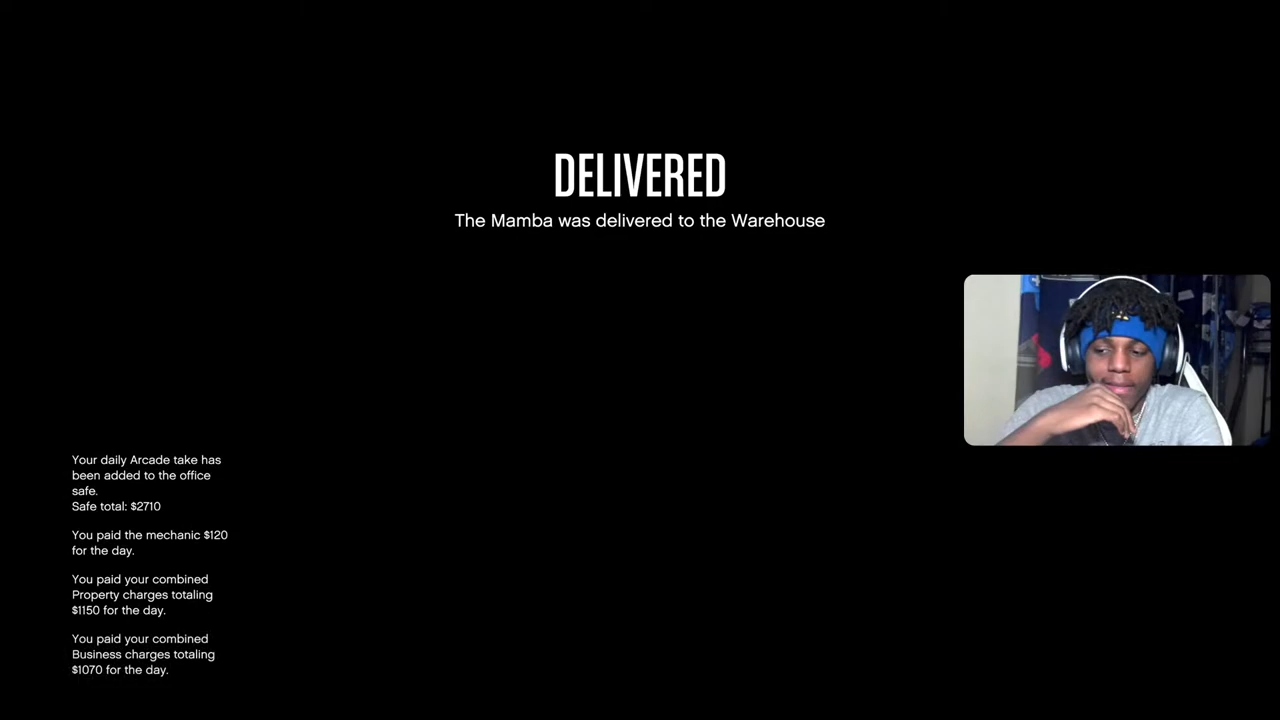 DELIVERED
The Mamba was delivered to the Warehouse
Your daily Arcade take has
been added to the office
safe.
Safe total: $2710
You paid the mechanic $120
for the day.
You paid your combined
Property charges totaling
$1150 for the day.
You paid your combined
Business charges totaling
$1070 for the day.